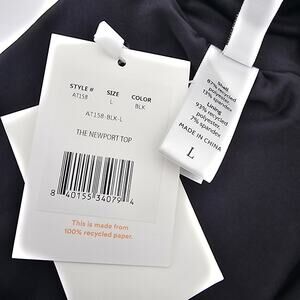 STYLE # SIZE COLOR
AT158 L BLK
AT158-BLK-L
THE NEWPORT TOP
8 40155 34079 4
This is made from
100% recycled paper.
Shell
87% recycled
polyester
13% spandex
Lining
93% recycled
polyester
7% spandex
MADE IN CHINA
L